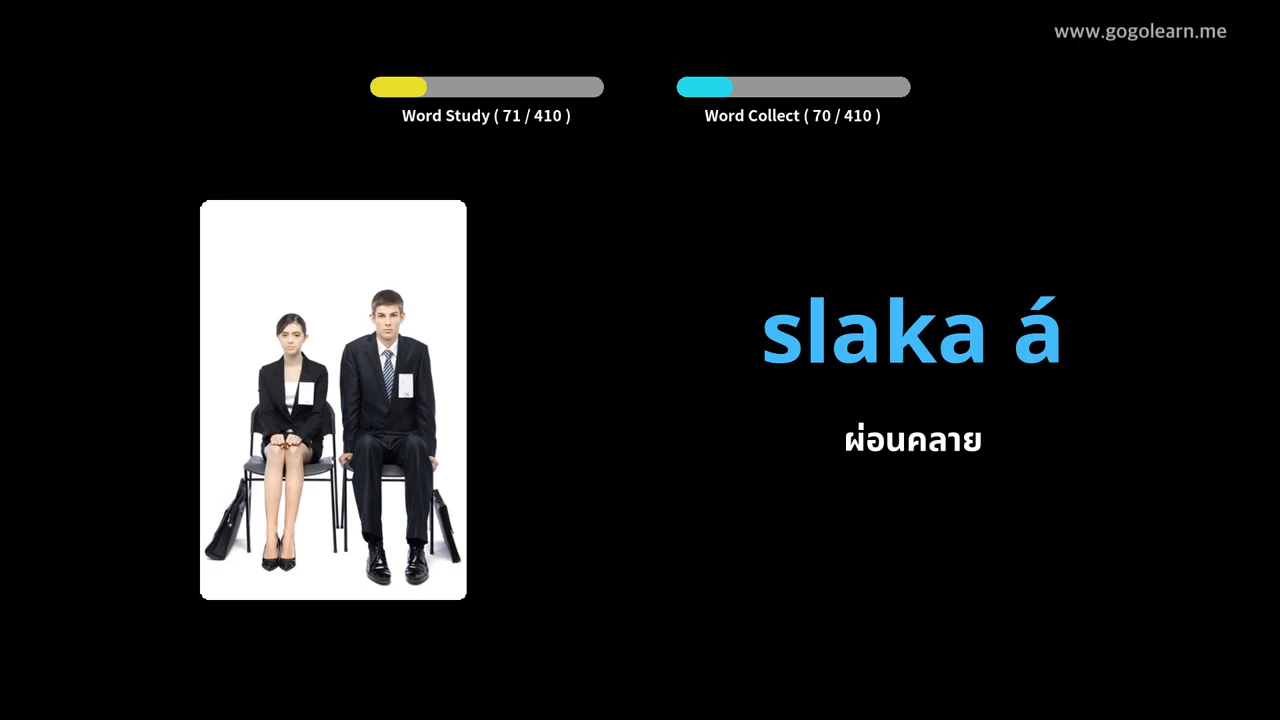 www.gogolearn.me
Word Study ( 71 / 410 )
Word Collect ( 70 / 410 )
slaka á
ผ่อนคลาย